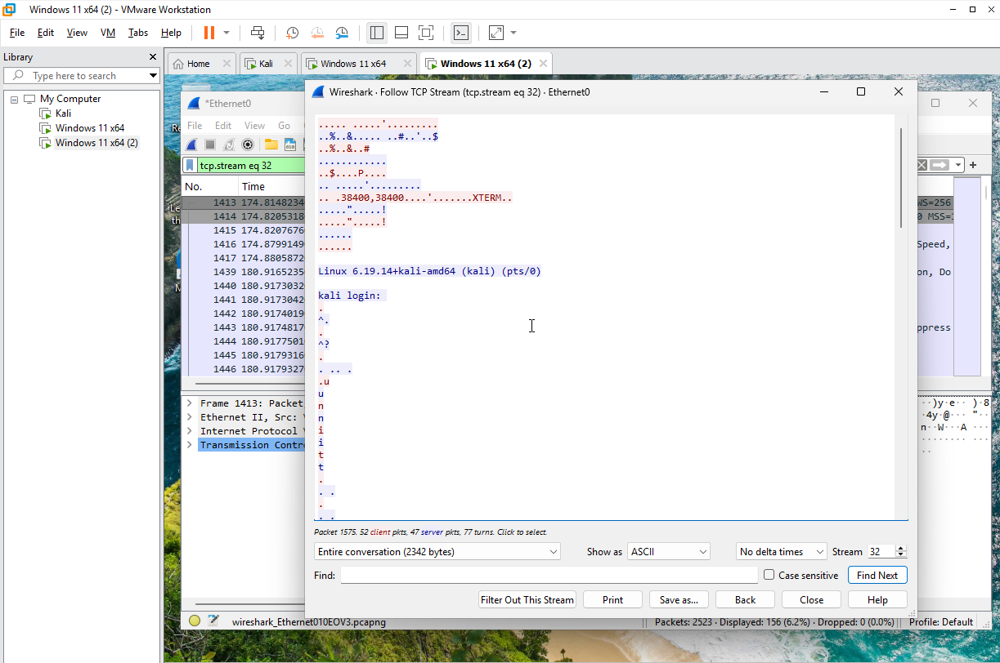 Windows 11 x64 (2) - VMware Workstation
File Edit View VM Tabs Help
Library
Type here to search
My Computer
Kali
Windows 11 x64
Windows 11 x64 (2)
Home
Kali
Windows 11 x64
Windows 11 x64 (2)
*Ethernet0
File Edit View Go
tcp.stream eq 32
No. Time
1413 174.8148234
1414 174.8205318
1415 174.8207676
1416 174.8799149
1417 174.8805872
1439 180.9165235
1440 180.9173032
1441 180.9173042
1442 180.9174019
1443 180.9174817
1444 180.9177501
1445 180.9179316
1446 180.9179327
WS=256
0 MSS=1
Speed,
on, Do
ppress
Frame 1413: Packet
Ethernet II, Src:
Internet Protocol
Transmission Contro
··)y·e·· )·8
·4y·@··· "··
n··W···A ···
········ ···
··
Wireshark · Follow TCP Stream (tcp.stream eq 32) · Ethernet0
..... .....'.........
..%..&..... ..#..'..$
..%..&..#
............
..$....P....
.. .....'.........
.. .38400,38400....'.......XTERM..
.....".....!
.....".....!
......
......
Linux 6.19.14+kali-amd64 (kali) (pts/0)
kali login:
.
^.
.
^?
.
. .. .
.u
u
n
n
i
i
t
t
.
. .
.
. .
Packet 1575. 52 client pkts, 47 server pkts, 77 turns. Click to select.
Entire conversation (2342 bytes) Show as ASCII No delta times Stream 32
Find: Case sensitive Find Next
Filter Out This Stream Print Save as... Back Close Help
wireshark_Ethernet010EOV3.pcapng
Packets: 2523 · Displayed: 156 (6.2%) · Dropped: 0 (0.0%)
Profile: Default